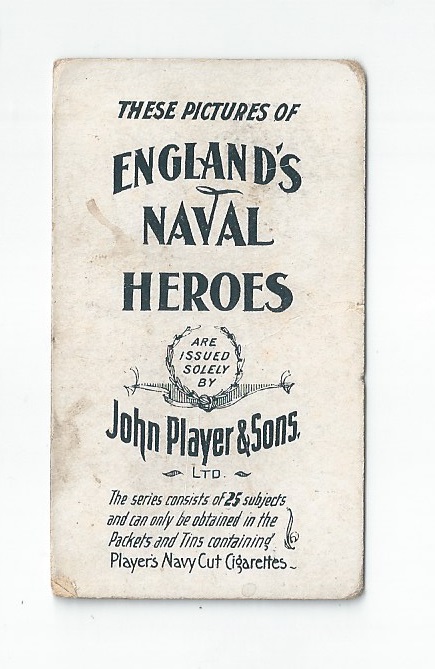 THESE PICTURES OF
ENGLAND'S
NAVAL
HEROES
ARE
ISSUED
SOLELY
BY
John Player & Sons,
LTD.
The series consists of 25 subjects
and can only be obtained in the
Packets and Tins containing
Player's Navy Cut Cigarettes